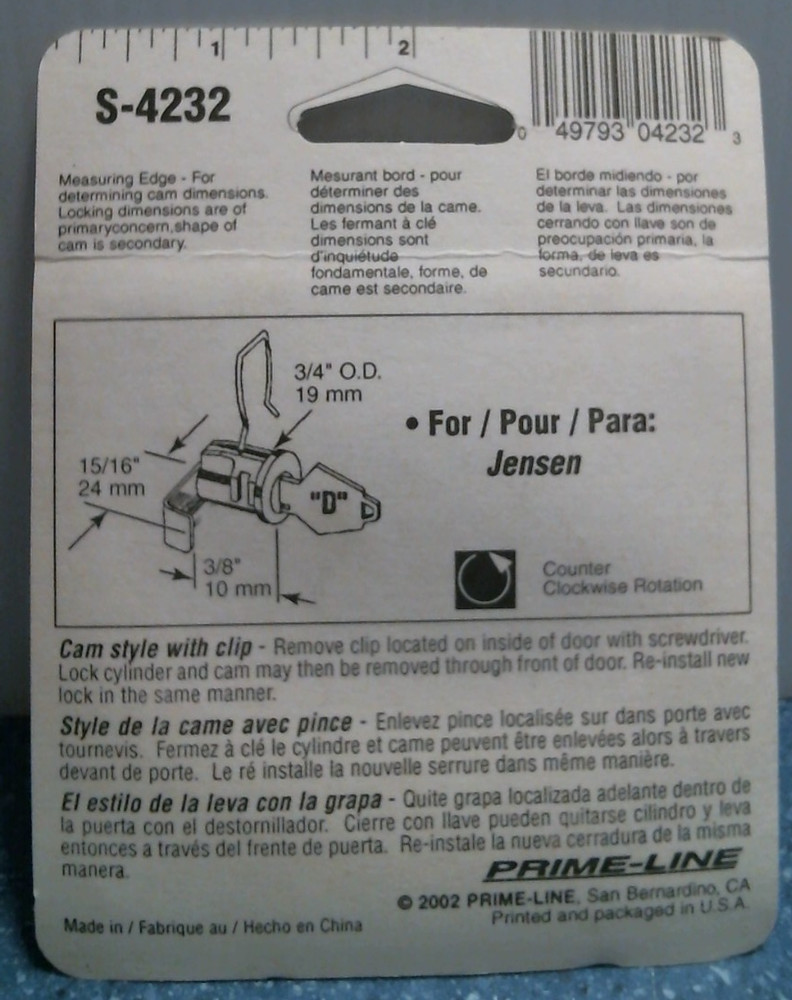 1 2
S-4232
0 49793 04232 3
Measuring Edge - For
determining cam dimensions.
Locking dimensions are of
primaryconcern,shape of
cam is secondary.
Mesurant bord - pour
déterminer des
dimensions de la came.
Les fermant à clé
dimensions sont
d'inquiétude
fondamentale, forme, de
came est secondaire.
El borde midiendo - por
determinar las dimensiones
de la leva. Las dimensiones
cerrando con llave son de
preocupación primaria, la
forma, de leva es
secundario.
3/4" O.D.
19 mm
15/16"
24 mm
"D"
3/8"
10 mm
• For / Pour / Para:
Jensen
Counter
Clockwise Rotation
Cam style with clip - Remove clip located on inside of door with screwdriver.
Lock cylinder and cam may then be removed through front of door. Re-install new
lock in the same manner.
Style de la came avec pince - Enlevez pince localisée sur dans porte avec
tournevis. Fermez à clé le cylindre et came peuvent être enlevées alors à travers
devant de porte. Le ré installe la nouvelle serrure dans même manière.
El estilo de la leva con la grapa - Quite grapa localizada adelante dentro de
la puerta con el destornillador. Cierre con llave pueden quitarse cilindro y leva
entonces a través del frente de puerta. Re-instale la nueva cerradura de la misma
manera.
PRIME-LINE
© 2002 PRIME-LINE, San Bernardino, CA
Printed and packaged in U.S.A.
Made in / Fabrique au / Hecho en China